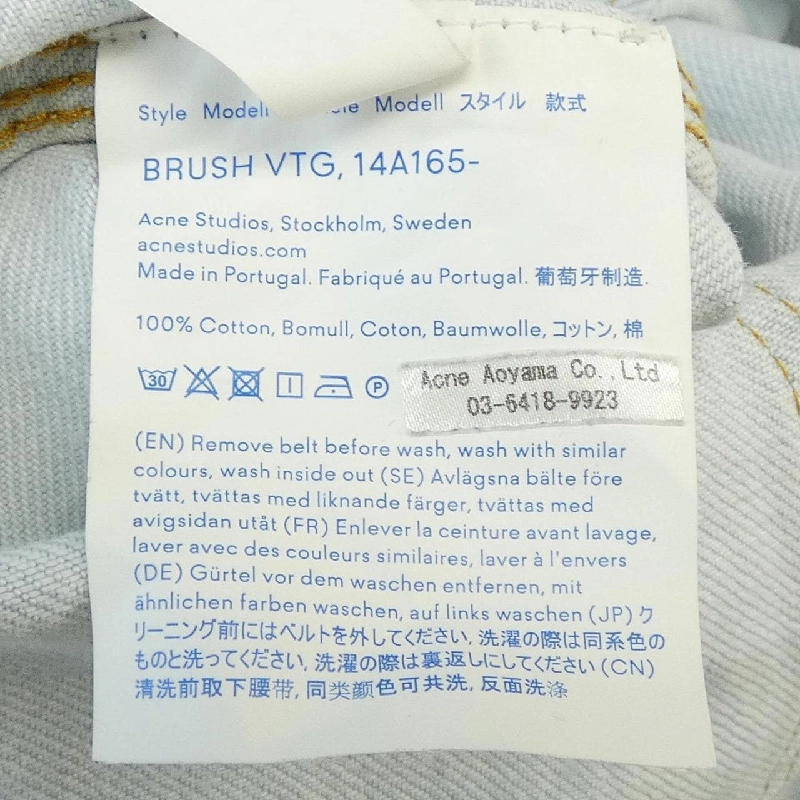 Style Modell Modell スタイル 款式
BRUSH VTG, 14A165-
Acne Studios, Stockholm, Sweden
acnestudios.com
Made in Portugal. Fabriqué au Portugal. 葡萄牙制造.
100% Cotton, Bomull, Coton, Baumwolle, コットン, 棉
30 P
Acne Aoyama Co.,Ltd
03-6418-9923
(EN) Remove belt before wash, wash with similar
colours, wash inside out (SE) Avlägsna bälte före
tvätt, tvättas med liknande färger, tvättas med
avigsidan utåt (FR) Enlever la ceinture avant lavage,
laver avec des couleurs similaires, laver à l'envers
(DE) Gürtel vor dem waschen entfernen, mit
ähnlichen farben waschen, auf links waschen (JP) ク
リーニング前にはベルトを外してください. 洗濯の際は同系色の
ものと洗ってください. 洗濯の際は裏返しにしてください (CN)
清洗前取下腰带, 同类颜色可共洗, 反面洗涤